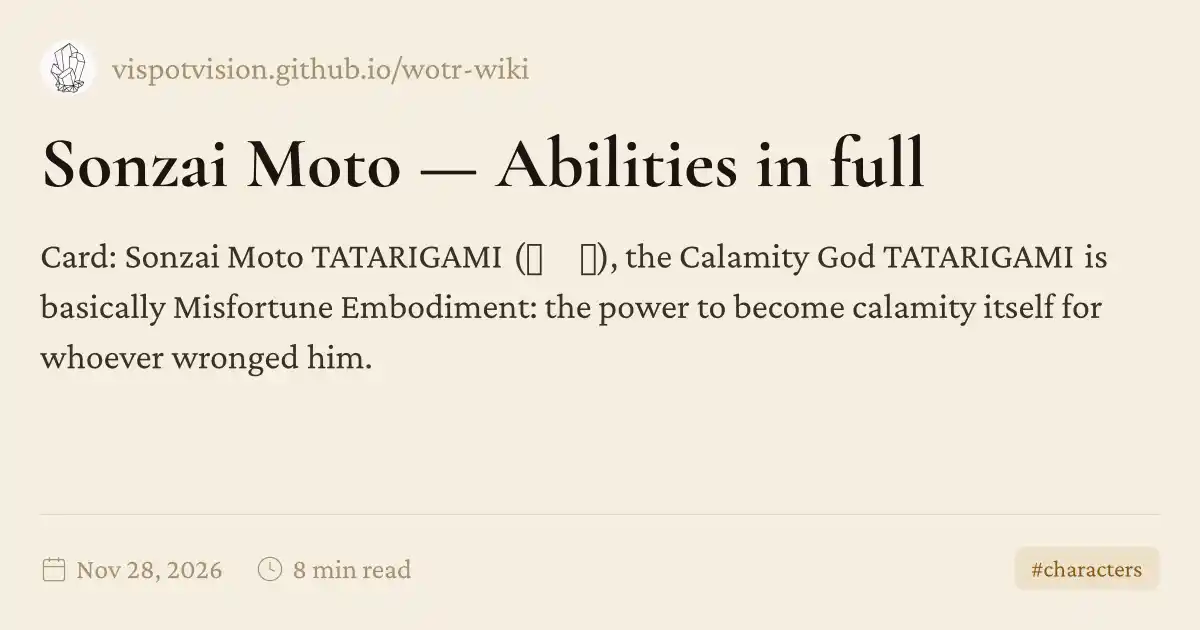 vispotvision.github.io/wotr-wiki
Sonzai Moto — Abilities in full
Card: Sonzai Moto TATARIGAMI (▯ ▯), the Calamity God TATARIGAMI is
basically Misfortune Embodiment: the power to become calamity itself for
whoever wronged him.
Nov 28, 2026
8 min read
#characters